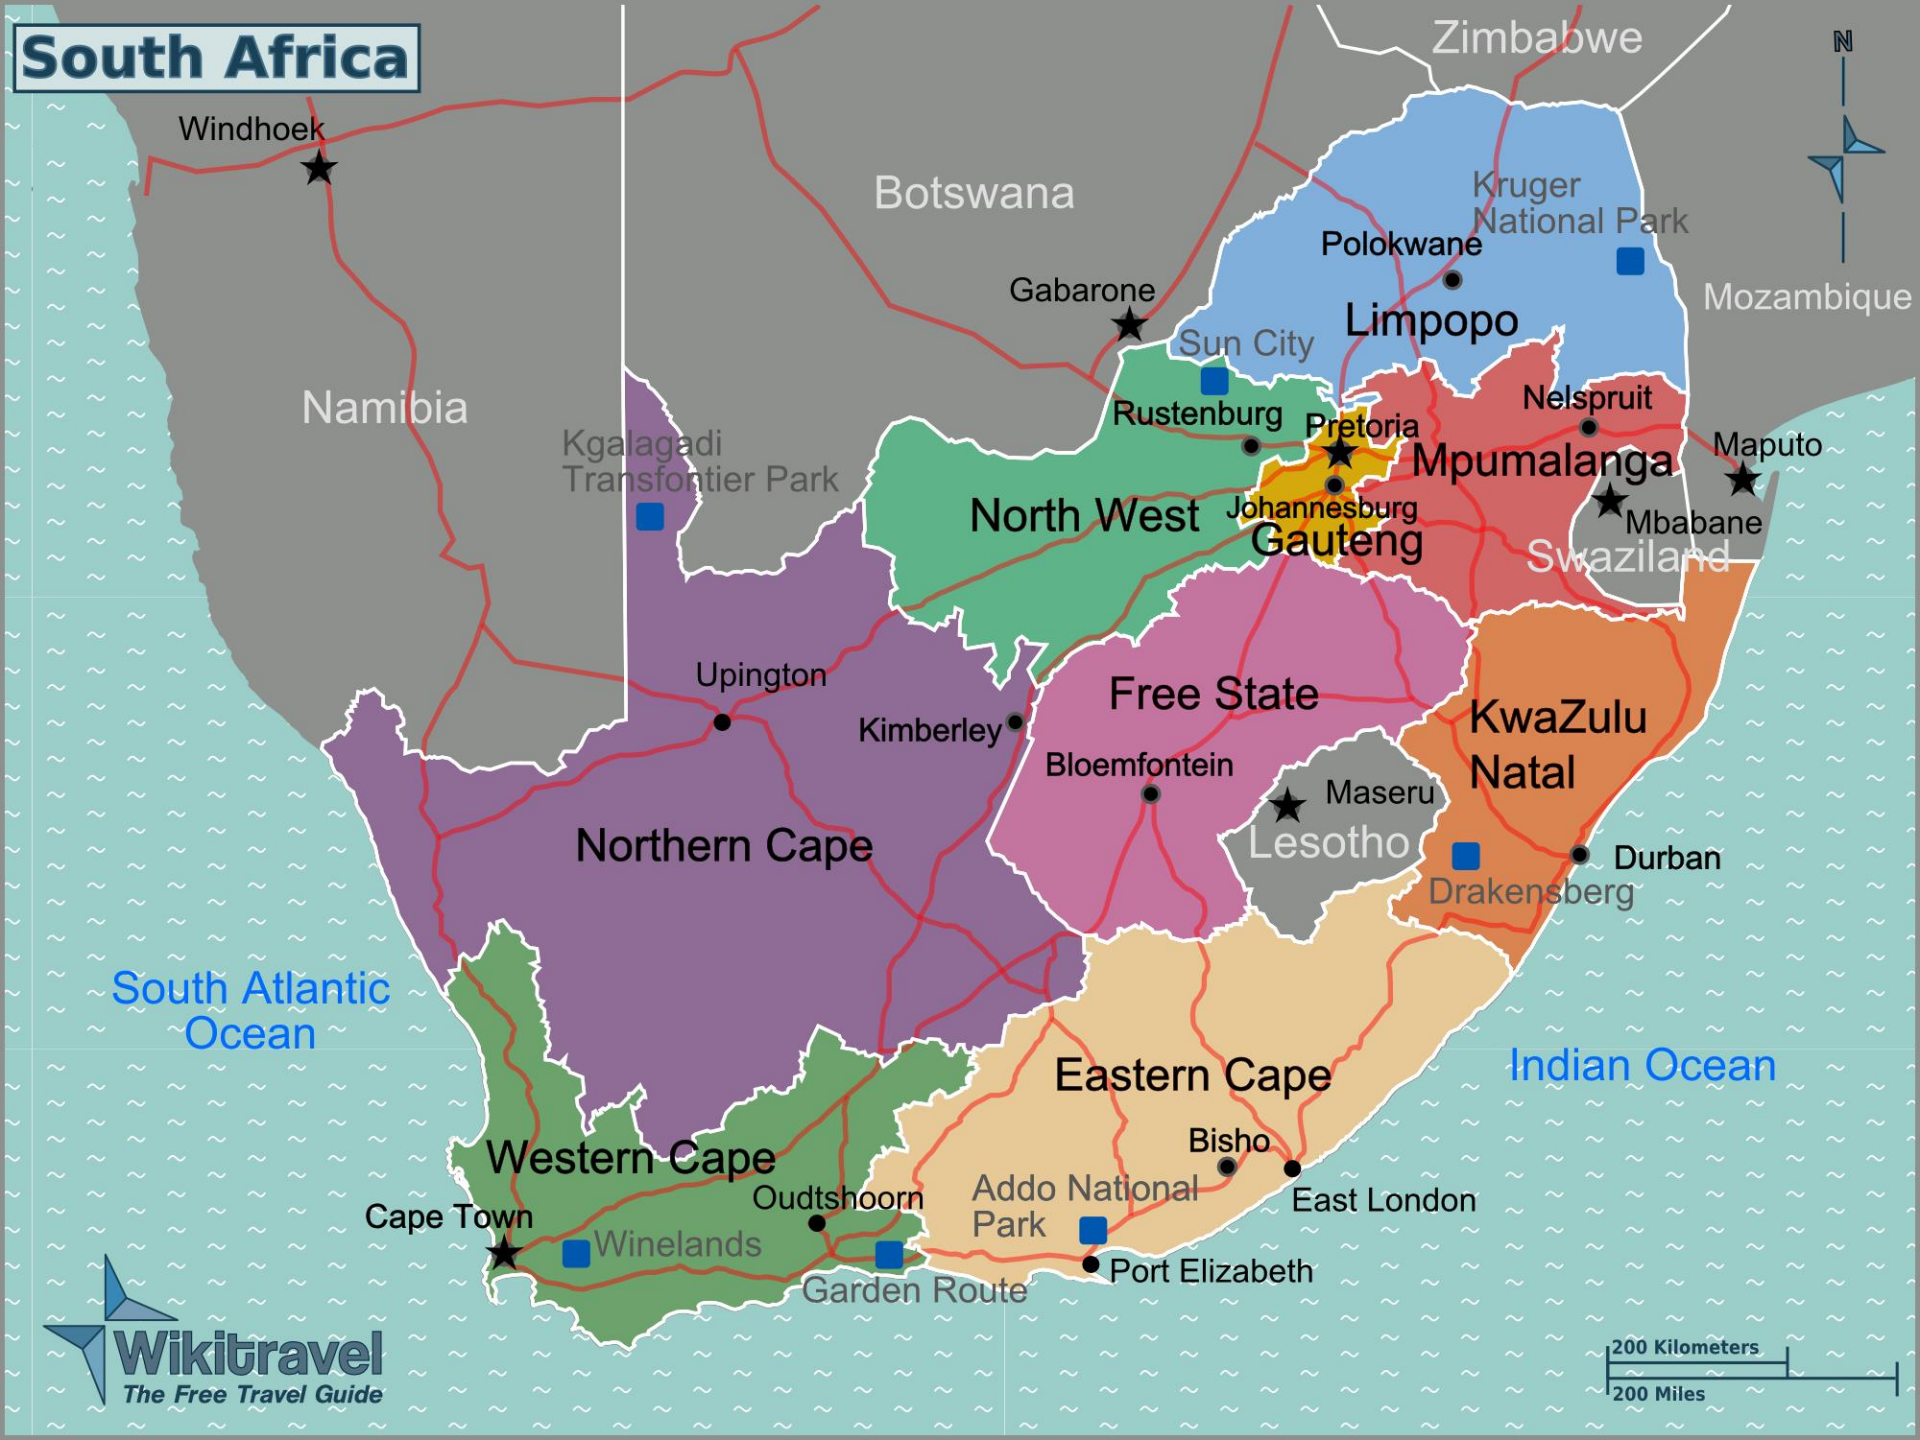 South Africa
Zimbabwe
N
Windhoek
Botswana
Kruger
National Park
Polokwane
Mozambique
Gabarone
Limpopo
Sun City
Namibia
Nelspruit
Rustenburg
Pretoria
Kgalagadi
Transfontier Park
Maputo
Mpumalanga
North West
Johannesburg
Mbabane
Gauteng
Swaziland
Upington
Free State
Kimberley
KwaZulu
Natal
Bloemfontein
Maseru
Northern Cape
Lesotho
Durban
Drakensberg
South Atlantic
Ocean
Indian Ocean
Eastern Cape
Bisho
Western Cape
Addo National
Park
Oudtshoorn
East London
Cape Town
Winelands
Port Elizabeth
Garden Route
Wikitravel
The Free Travel Guide
200 Kilometers
200 Miles